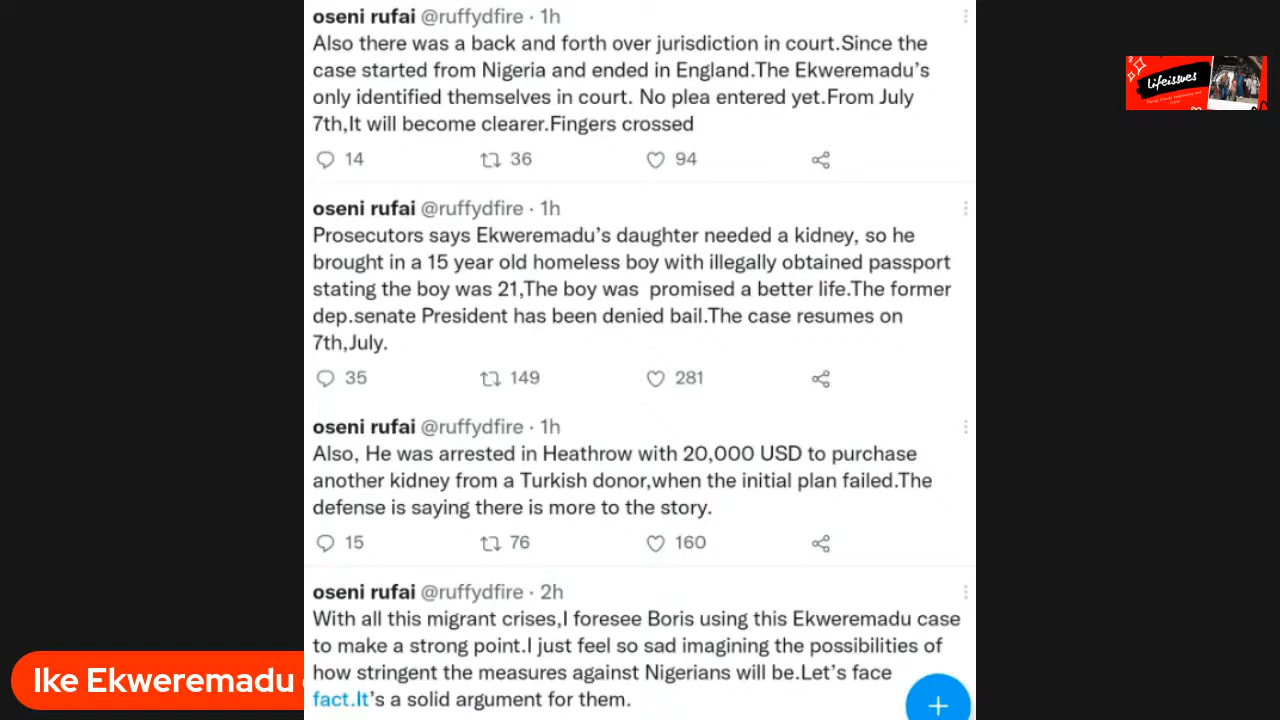 oseni rufai @ruffydfire · 1h
Also there was a back and forth over jurisdiction in court.Since the
case started from Nigeria and ended in England.The Ekweremadu’s
only identified themselves in court. No plea entered yet.From July
7th,It will become clearer.Fingers crossed
14 36 94
oseni rufai @ruffydfire · 1h
Prosecutors says Ekweremadu’s daughter needed a kidney, so he
brought in a 15 year old homeless boy with illegally obtained passport
stating the boy was 21,The boy was promised a better life.The former
dep.senate President has been denied bail.The case resumes on
7th,July.
35 149 281
oseni rufai @ruffydfire · 1h
Also, He was arrested in Heathrow with 20,000 USD to purchase
another kidney from a Turkish donor,when the initial plan failed.The
defense is saying there is more to the story.
15 76 160
oseni rufai @ruffydfire · 2h
With all this migrant crises,I foresee Boris using this Ekweremadu case
to make a strong point.I just feel so sad imagining the possibilities of
how stringent the measures against Nigerians will be.Let’s face
fact.It’s a solid argument for them.
lifeissues
Ike Ekweremadu